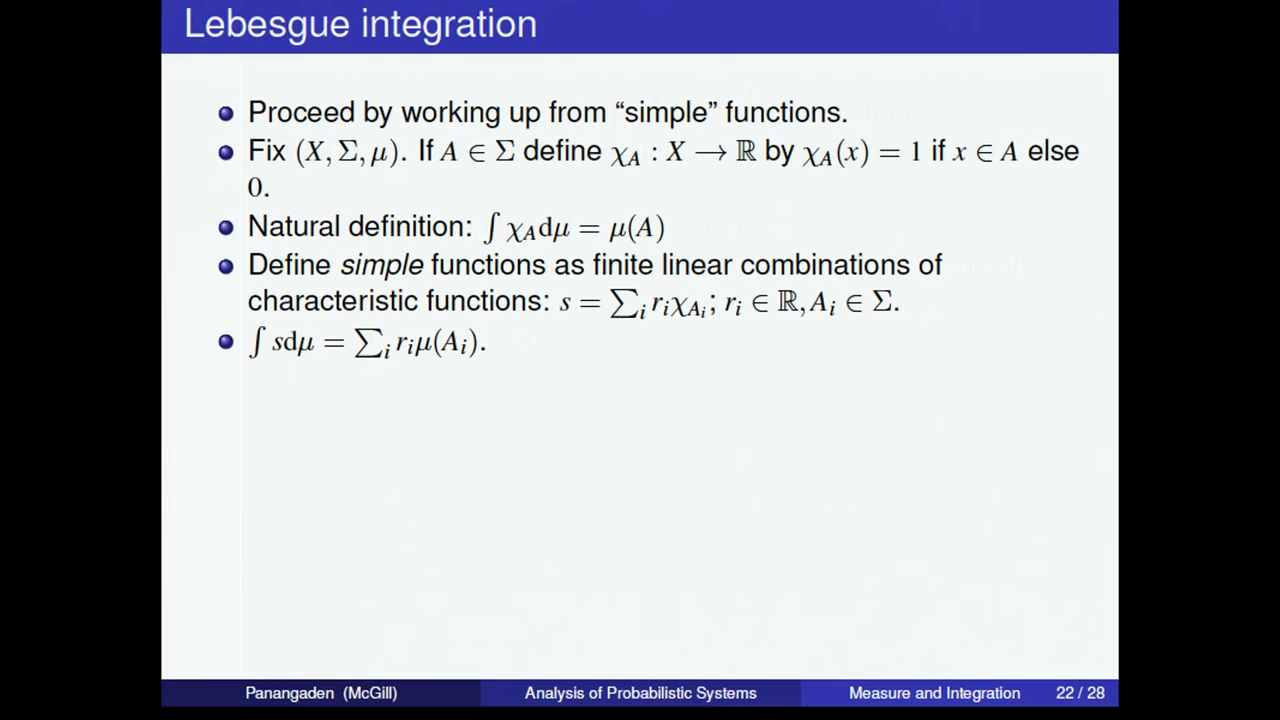 Lebesgue integration
Proceed by working up from “simple” functions.
Fix (X, Σ, μ). If A ∈ Σ define χ_A : X → ℝ by χ_A(x) = 1 if x ∈ A else
0.
Natural definition: ∫ χ_A dμ = μ(A)
Define simple functions as finite linear combinations of
characteristic functions: s = ∑_i r_i χ_{A_i}; r_i ∈ ℝ, A_i ∈ Σ.
∫ sdμ = ∑_i r_i μ(A_i).
Panangaden (McGill) Analysis of Probabilistic Systems Measure and Integration 22 / 28